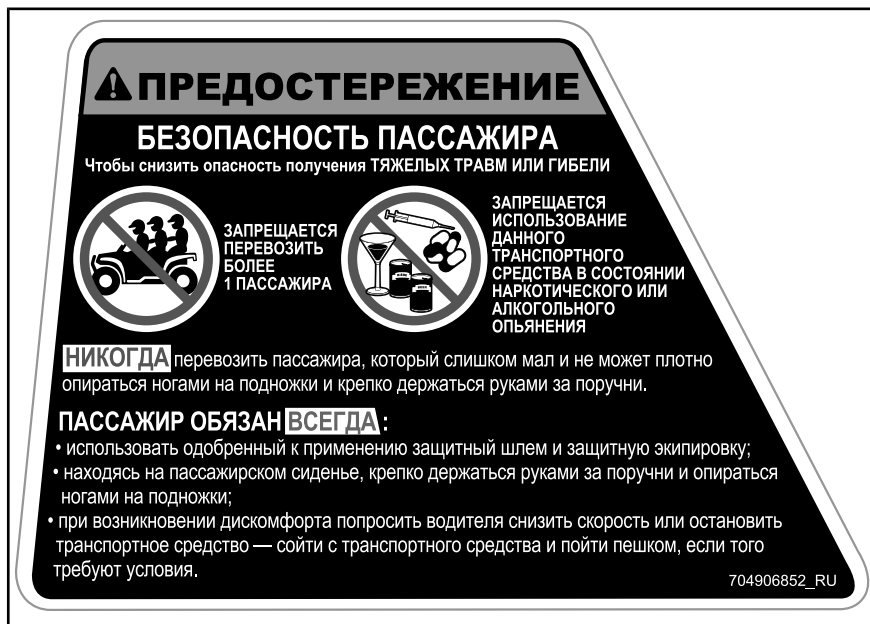 ПРЕДОСТЕРЕЖЕНИЕ
БЕЗОПАСНОСТЬ ПАССАЖИРА
Чтобы снизить опасность получения ТЯЖЕЛЫХ ТРАВМ ИЛИ ГИБЕЛИ
ЗАПРЕЩАЕТСЯ
ПЕРЕВОЗИТЬ
БОЛЕЕ
1 ПАССАЖИРА
ЗАПРЕЩАЕТСЯ
ИСПОЛЬЗОВАНИЕ
ДАННОГО
ТРАНСПОРТНОГО
СРЕДСТВА В СОСТОЯНИИ
НАРКОТИЧЕСКОГО ИЛИ
АЛКОГОЛЬНОГО
ОПЬЯНЕНИЯ
НИКОГДА перевозить пассажира, который слишком мал и не может плотно
опираться ногами на подножки и крепко держаться руками за поручни.
ПАССАЖИР ОБЯЗАН ВСЕГДА:
• использовать одобренный к применению защитный шлем и защитную экипировку;
• находясь на пассажирском сиденье, крепко держаться руками за поручни и опираться
ногами на подножки;
• при возникновении дискомфорта попросить водителя снизить скорость или остановить
транспортное средство — сойти с транспортного средства и пойти пешком, если того
требуют условия.
704906852_RU